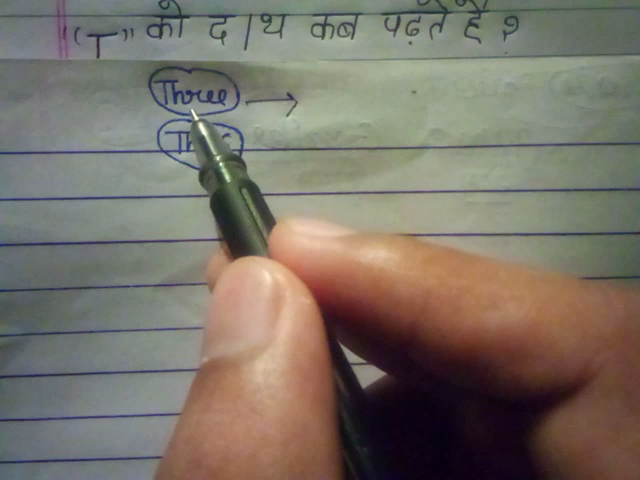 "T" को द/थ कब पढ़ते हैं ?
Three →